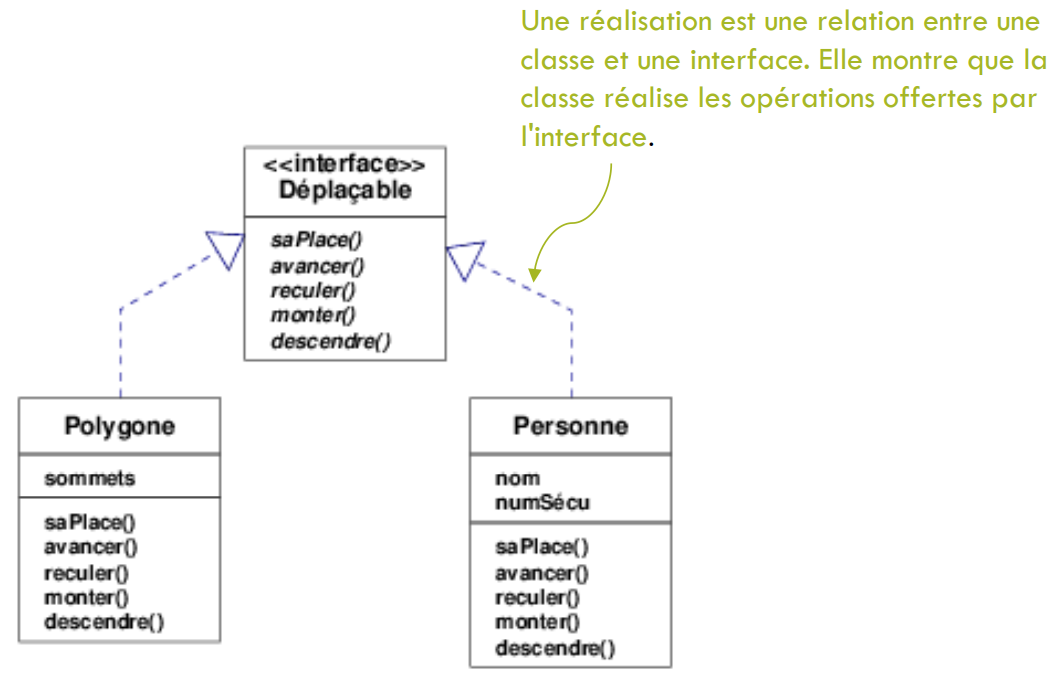 Une réalisation est une relation entre une
classe et une interface. Elle montre que la
classe réalise les opérations offertes par
l'interface.
<<interface>>
Déplaçable
saPlace()
avancer()
reculer()
monter()
descendre()
Polygone
sommets
saPlace()
avancer()
reculer()
monter()
descendre()
Personne
nom
numSécu
saPlace()
avancer()
reculer()
monter()
descendre()